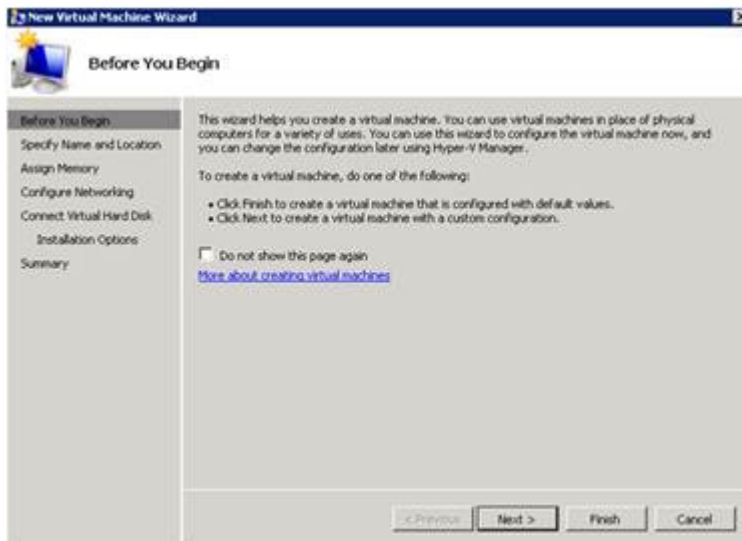 New Virtual Machine Wizard
Before You Begin
Before You Begin
Specify Name and Location
Assign Memory
Configure Networking
Connect Virtual Hard Disk
Installation Options
Summary
This wizard helps you create a virtual machine. You can use virtual machines in place of physical
computers for a variety of uses. You can use this wizard to configure the virtual machine now, and
you can change the configuration later using Hyper-V Manager.
To create a virtual machine, do one of the following:
• Click Finish to create a virtual machine that is configured with default values.
• Click Next to create a virtual machine with a custom configuration.
Do not show this page again
More about creating virtual machines
< Previous Next > Finish Cancel